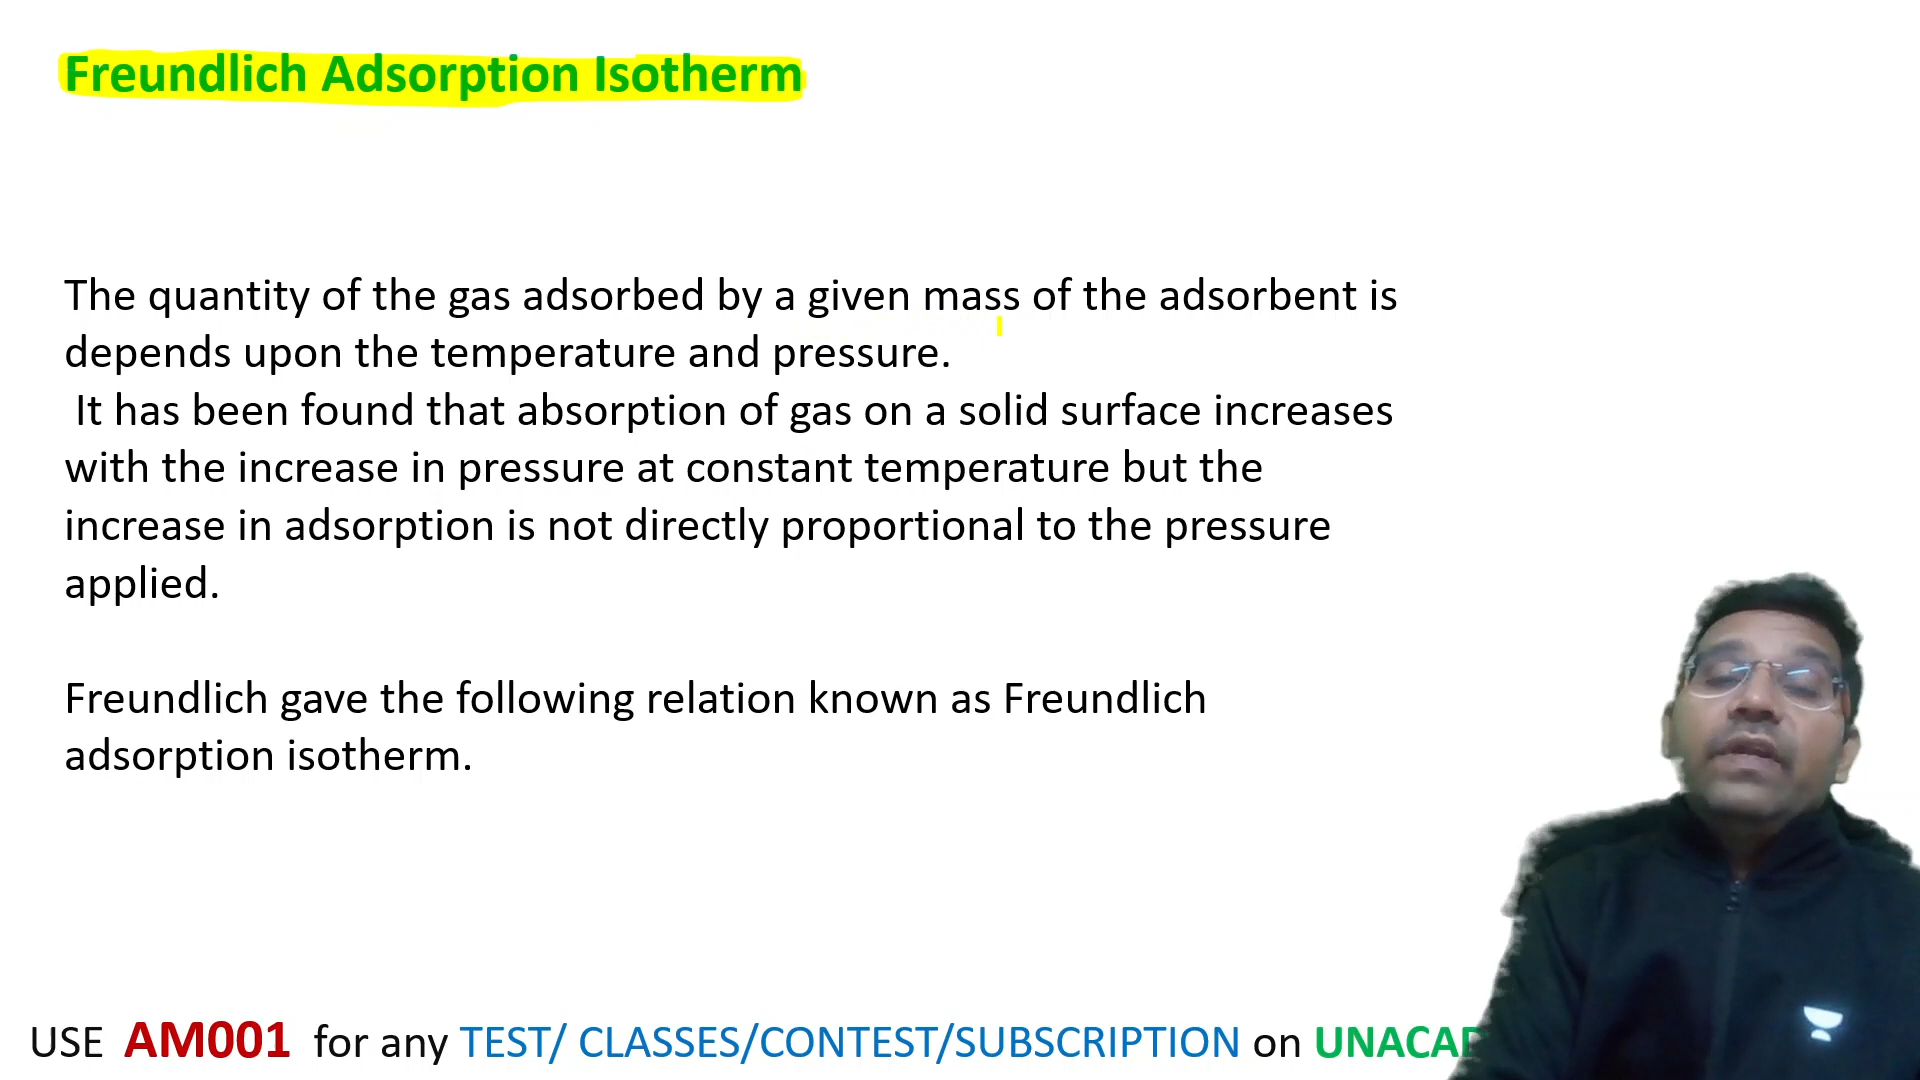 Freundlich Adsorption Isotherm
The quantity of the gas adsorbed by a given mass of the adsorbent is
depends upon the temperature and pressure.
It has been found that absorption of gas on a solid surface increases
with the increase in pressure at constant temperature but the
increase in adsorption is not directly proportional to the pressure
applied.
Freundlich gave the following relation known as Freundlich
adsorption isotherm.
USE AM001 for any TEST/ CLASSES/CONTEST/SUBSCRIPTION on